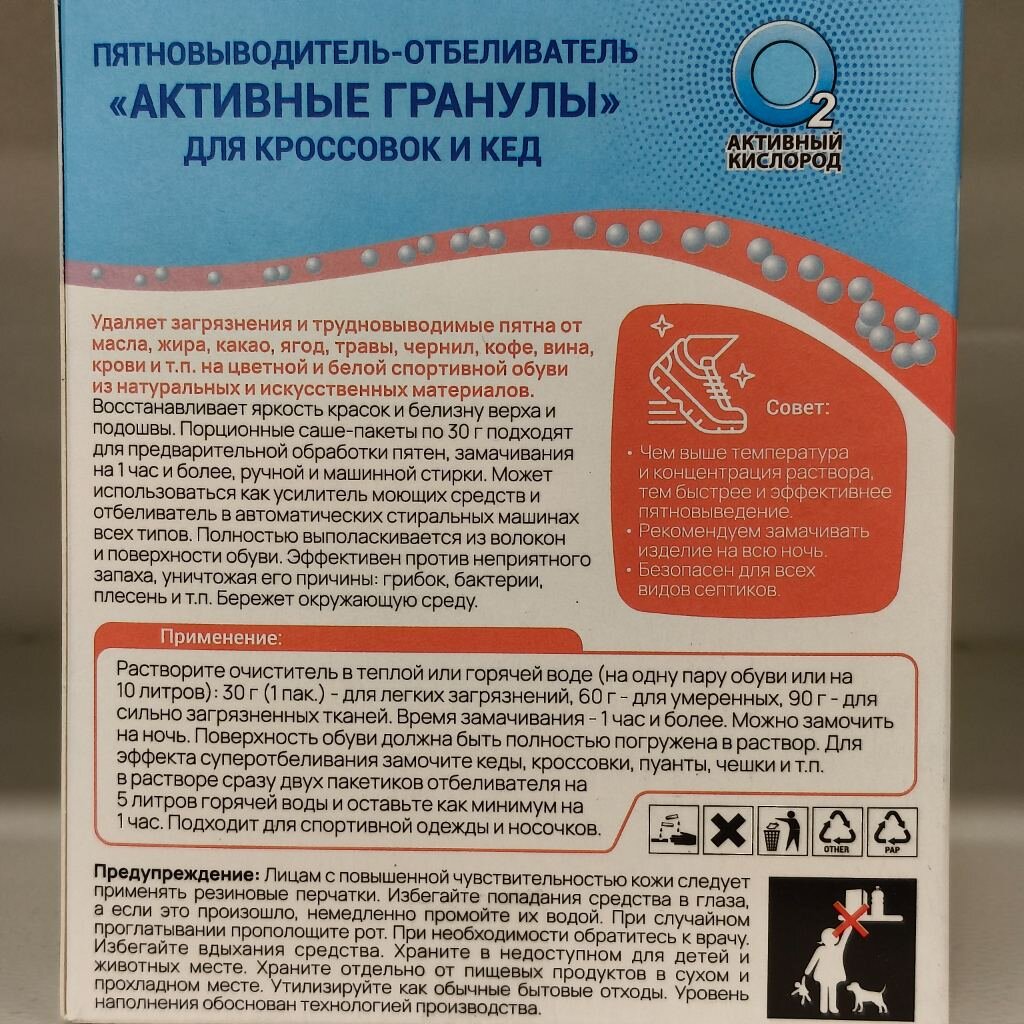 ПЯТНОВЫВОДИТЕЛЬ-ОТБЕЛИВАТЕЛЬ
«АКТИВНЫЕ ГРАНУЛЫ»
ДЛЯ КРОССОВОК И КЕД
O2
АКТИВНЫЙ
КИСЛОРОД
Удаляет загрязнения и трудновыводимые пятна от
масла, жира, какао, ягод, травы, чернил, кофе, вина,
крови и т.п. на цветной и белой спортивной обуви
из натуральных и искусственных материалов.
Восстанавливает яркость красок и белизну верха и
подошвы. Порционные саше-пакеты по 30 г подходят
для предварительной обработки пятен, замачивания
на 1 час и более, ручной и машинной стирки. Может
использоваться как усилитель моющих средств и
отбеливатель в автоматических стиральных машинах
всех типов. Полностью выполаскивается из волокон
и поверхности обуви. Эффективен против неприятного
запаха, уничтожая его причины: грибок, бактерии,
плесень и т.п. Бережет окружающую среду.
Совет:
• Чем выше температура
и концентрация раствора,
тем быстрее и эффективнее
пятновыведение.
• Рекомендуем замачивать
изделие на всю ночь.
• Безопасен для всех
видов септиков.
Применение:
Растворите очиститель в теплой или горячей воде (на одну пару обуви или на
10 литров): 30 г (1 пак.) - для легких загрязнений, 60 г - для умеренных, 90 г - для
сильно загрязненных тканей. Время замачивания - 1 час и более. Можно замочить
на ночь. Поверхность обуви должна быть полностью погружена в раствор. Для
эффекта суперотбеливания замочите кеды, кроссовки, пуанты, чешки и т.п.
в растворе сразу двух пакетиков отбеливателя на
5 литров горячей воды и оставьте как минимум на
1 час. Подходит для спортивной одежды и носочков.
OTHER
PAP
Предупреждение: Лицам с повышенной чувствительностью кожи следует
применять резиновые перчатки. Избегайте попадания средства в глаза,
а если это произошло, немедленно промойте их водой. При случайном
проглатывании прополощите рот. При необходимости обратитесь к врачу.
Избегайте вдыхания средства. Храните в недоступном для детей и
животных месте. Храните отдельно от пищевых продуктов в сухом и
прохладном месте. Утилизируйте как обычные бытовые отходы. Уровень
наполнения обоснован технологией производства.